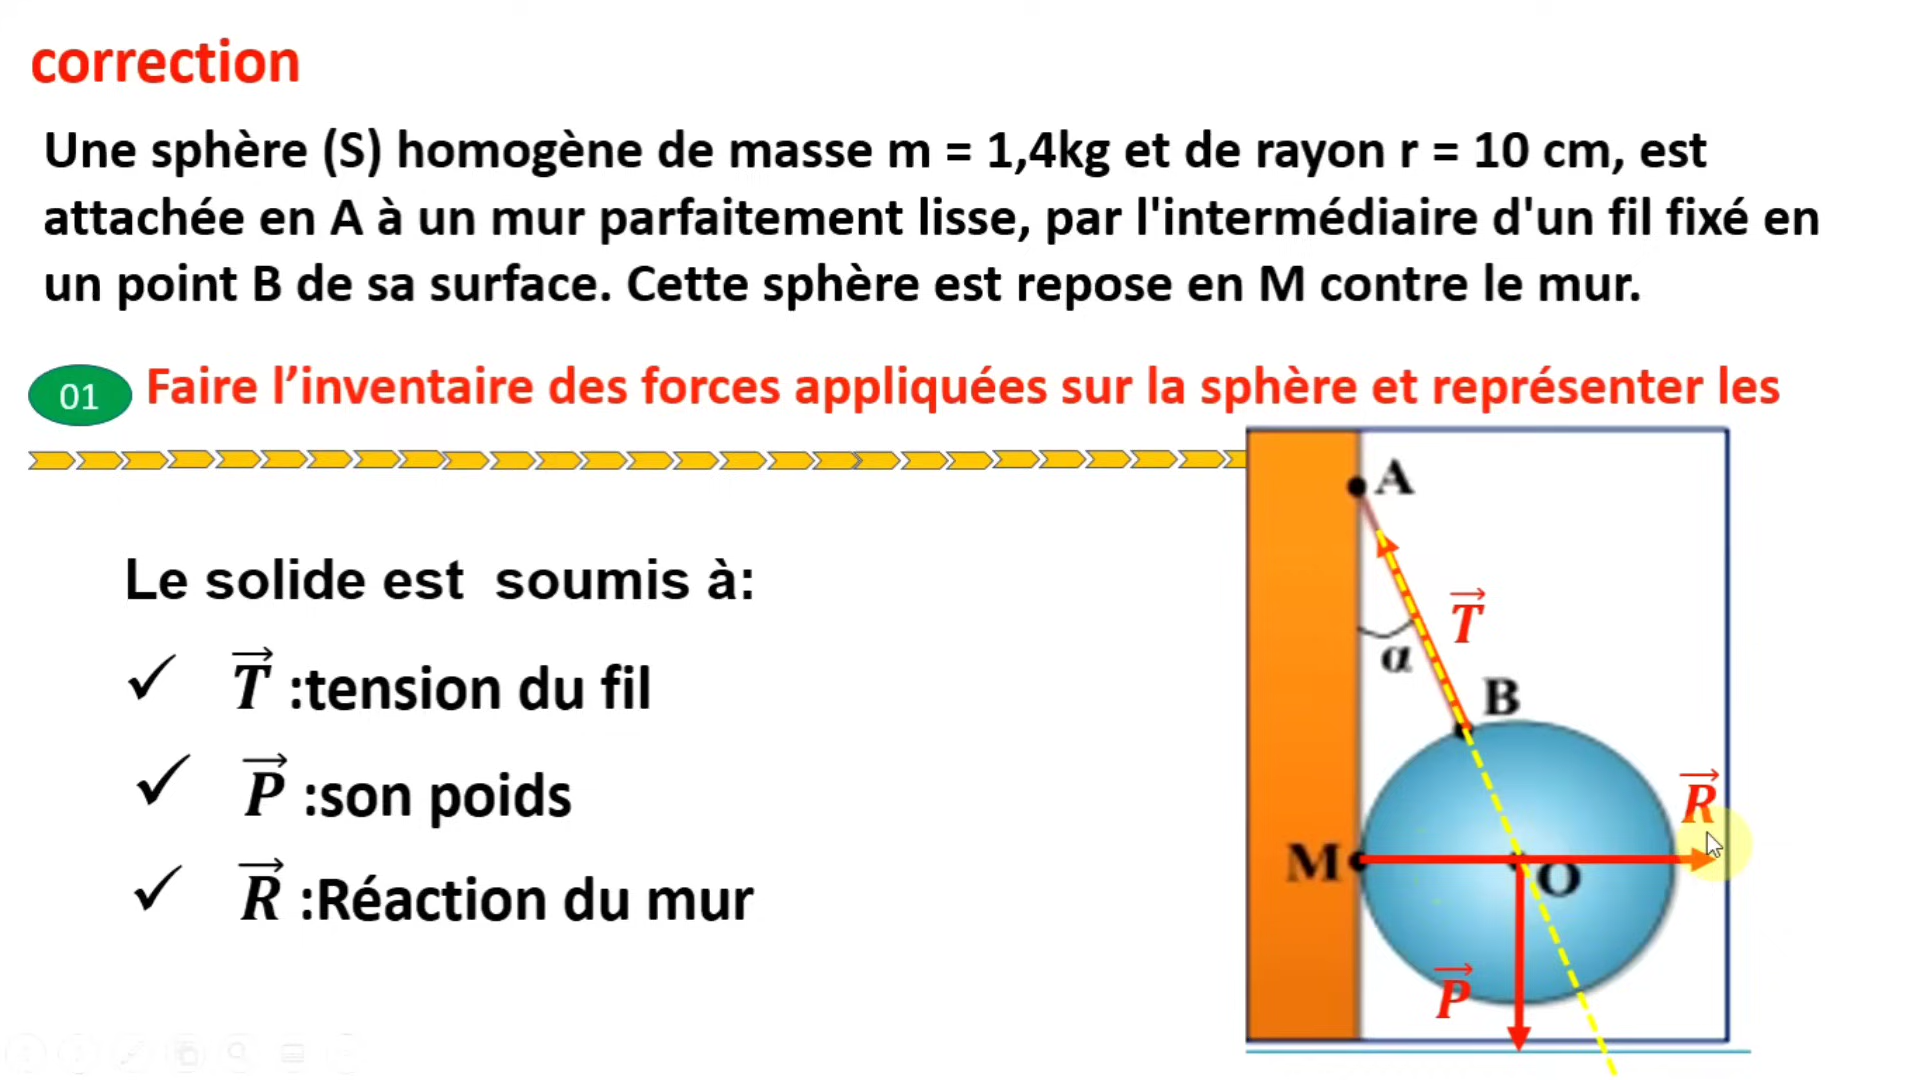 correction
Une sphère (S) homogène de masse m = 1,4kg et de rayon r = 10 cm, est
attachée en A à un mur parfaitement lisse, par l'intermédiaire d'un fil fixé en
un point B de sa surface. Cette sphère est repose en M contre le mur.
01 Faire l’inventaire des forces appliquées sur la sphère et représenter les
Le solide est soumis à:
✓ T⃗ :tension du fil
✓ P⃗ :son poids
✓ R⃗ :Réaction du mur
A
T⃗
α
B
R⃗
M
O
P⃗